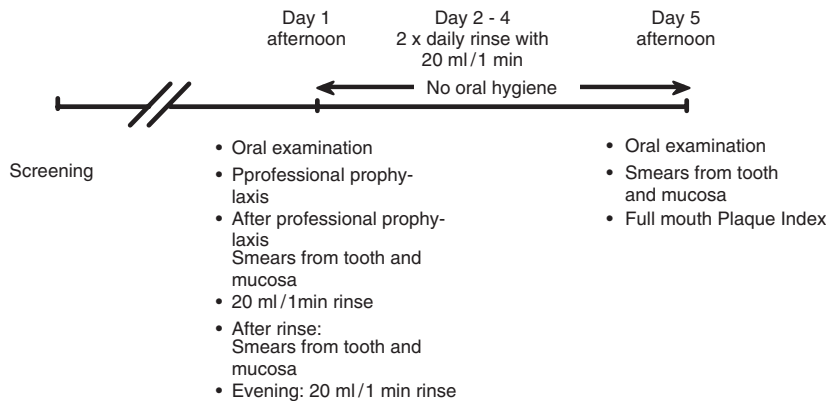 Day 1
afternoon
Day 2 - 4
2 x daily rinse with
20 ml/1 min
Day 5
afternoon
No oral hygiene
Screening
• Oral examination
• Pprofessional prophy-
laxis
• After professional prophy-
laxis
Smears from tooth and
mucosa
• 20 ml/1min rinse
• After rinse:
Smears from tooth and
mucosa
• Evening: 20 ml/1 min rinse
• Oral examination
• Smears from tooth
and mucosa
• Full mouth Plaque Index